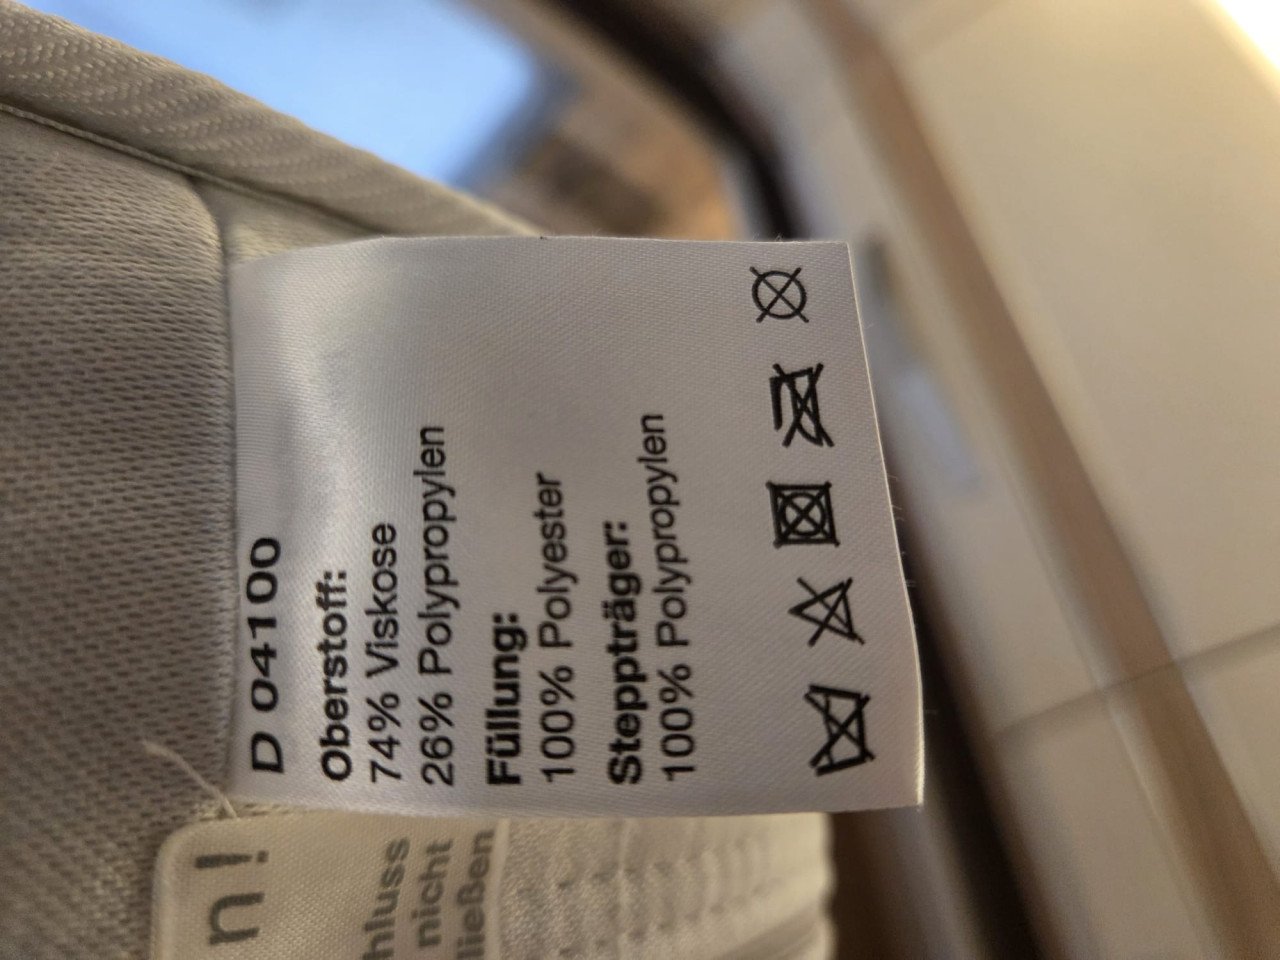 D 04100
Oberstoff:
74% Viskose
26% Polypropylen
Füllung:
100% Polyester
Steppträger:
100% Polypropylen
nicht